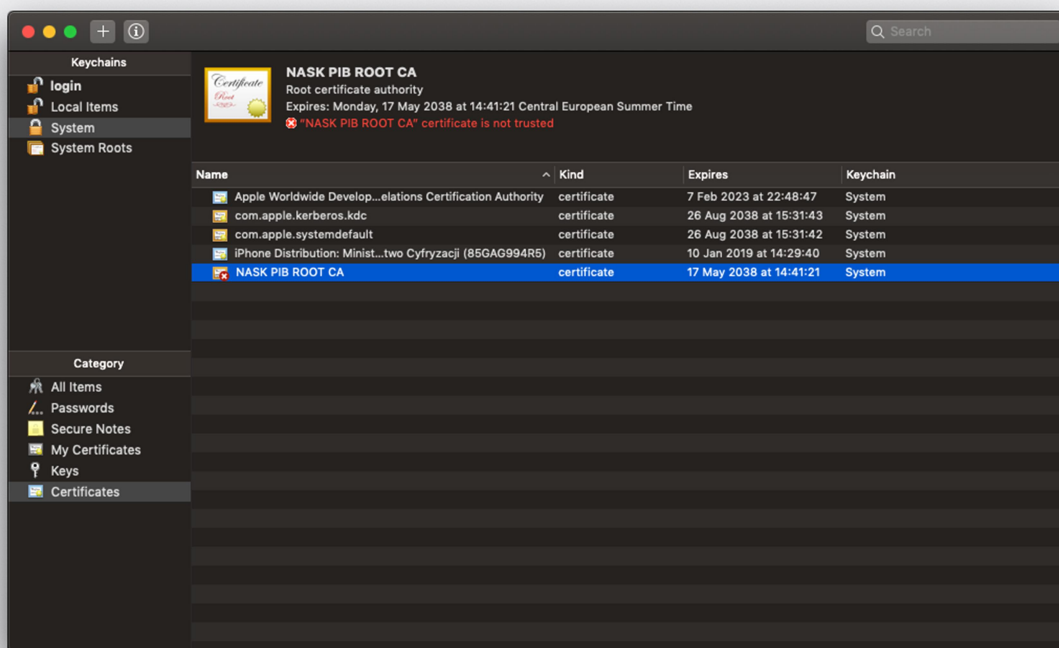 Search
Keychains
login
Local Items
System
System Roots
Certificate
Root
NASK PIB ROOT CA
Root certificate authority
Expires: Monday, 17 May 2038 at 14:41:21 Central European Summer Time
"NASK PIB ROOT CA" certificate is not trusted
Name Kind Expires Keychain
Apple Worldwide Develop...elations Certification Authority certificate 7 Feb 2023 at 22:48:47 System
com.apple.kerberos.kdc certificate 26 Aug 2038 at 15:31:43 System
com.apple.systemdefault certificate 26 Aug 2038 at 15:31:42 System
iPhone Distribution: Minist...two Cyfryzacji (85GAG994R5) certificate 10 Jan 2019 at 14:29:40 System
NASK PIB ROOT CA certificate 17 May 2038 at 14:41:21 System
Category
All Items
Passwords
Secure Notes
My Certificates
Keys
Certificates